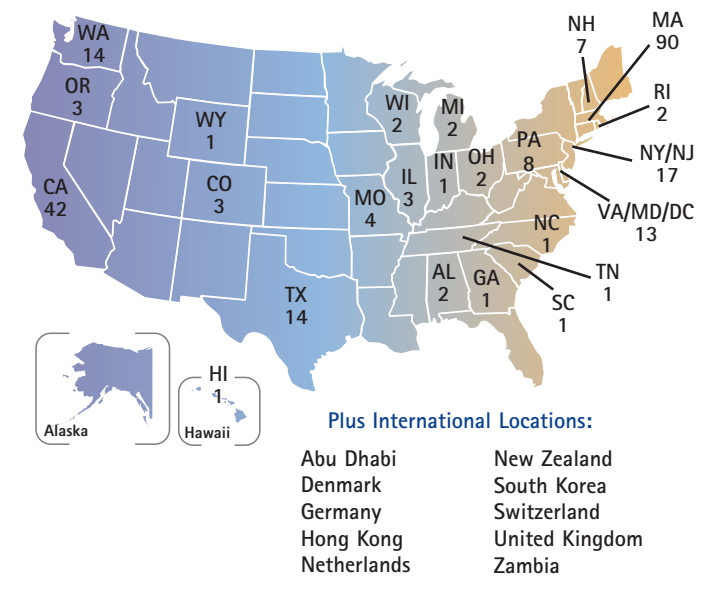 NH
7
MA
90
WA
14
OR
3
WY
1
WI
2
MI
2
RI
2
PA
8
NY/NJ
17
CA
42
CO
3
MO
4
IL
3
IN
1
OH
2
VA/MD/DC
13
NC
1
TN
1
SC
1
AL
2
GA
1
TX
14
HI
1
Alaska
Hawaii
Plus International Locations:
Abu Dhabi
Denmark
Germany
Hong Kong
Netherlands
New Zealand
South Korea
Switzerland
United Kingdom
Zambia